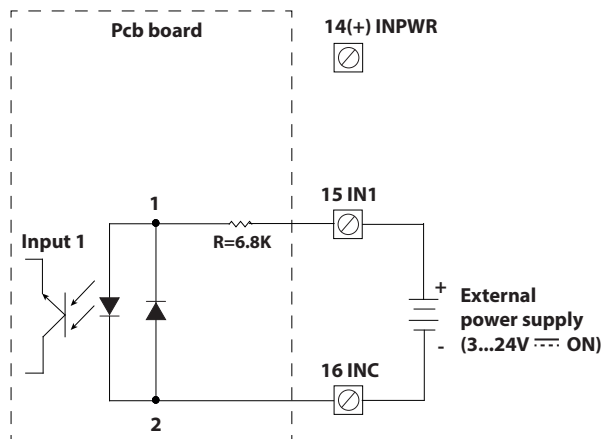 Pcb board
14(+) INPWR
15 IN1
1
R=6.8K
Input 1
+
External
power supply
(3...24V ⎓ ON)
-
16 INC
2